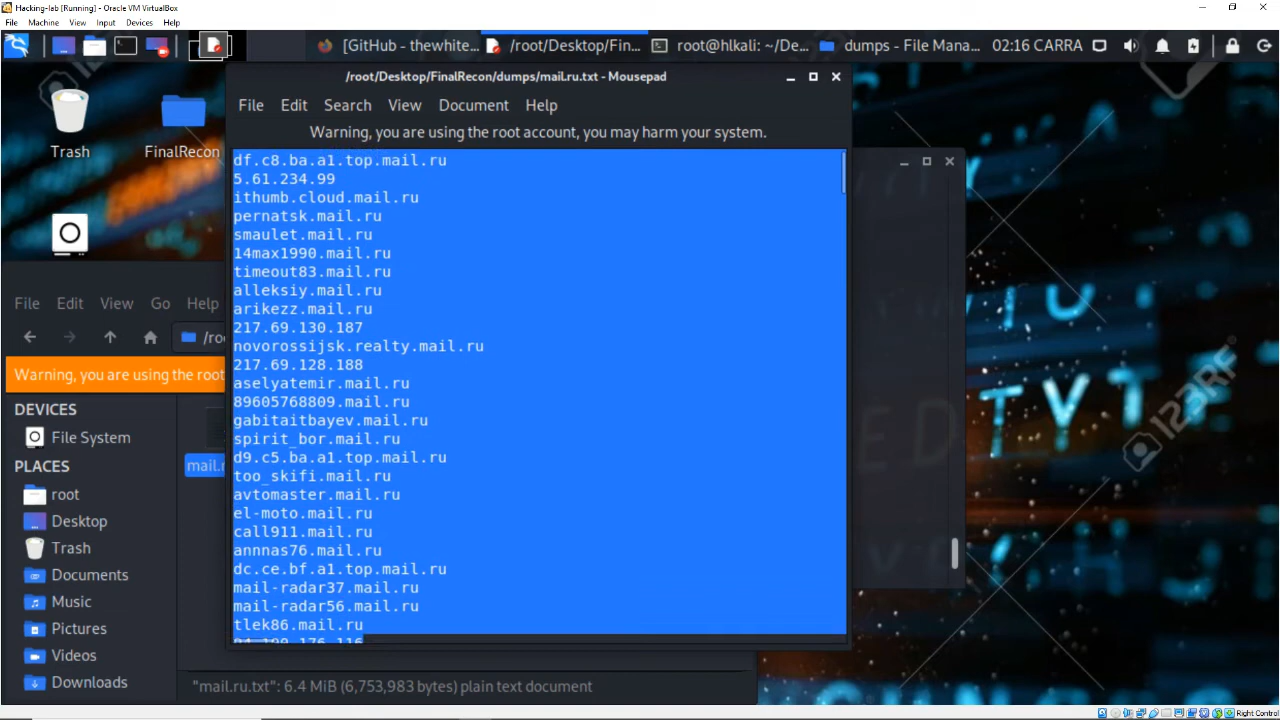 Hacking-lab [Running] - Oracle VM VirtualBox
File Machine View Input Devices Help
[GitHub - thewhite... /root/Desktop/Fin... root@hlkali: ~/De... dumps - File Mana... 02:16 CARRA
/root/Desktop/FinalRecon/dumps/mail.ru.txt - Mousepad
File Edit Search View Document Help
Warning, you are using the root account, you may harm your system.
Trash
FinalRecon
df.c8.ba.a1.top.mail.ru
5.61.234.99
ithumb.cloud.mail.ru
pernatsk.mail.ru
smaulet.mail.ru
14max1990.mail.ru
timeout83.mail.ru
alleksiy.mail.ru
arikezz.mail.ru
217.69.130.187
novorossijsk.realty.mail.ru
217.69.128.188
aselyatemir.mail.ru
89605768809.mail.ru
gabitaitbayev.mail.ru
spirit_bor.mail.ru
d9.c5.ba.a1.top.mail.ru
too_skifi.mail.ru
avtomaster.mail.ru
el-moto.mail.ru
call911.mail.ru
annnas76.mail.ru
dc.ce.bf.a1.top.mail.ru
mail-radar37.mail.ru
mail-radar56.mail.ru
tlek86.mail.ru
File Edit View Go Help
/roo
Warning, you are using the root
DEVICES
File System
PLACES
root
Desktop
Trash
Documents
Music
Pictures
Videos
Downloads
mail.r
"mail.ru.txt": 6.4 MiB (6,753,983 bytes) plain text document
123RF
Right Control